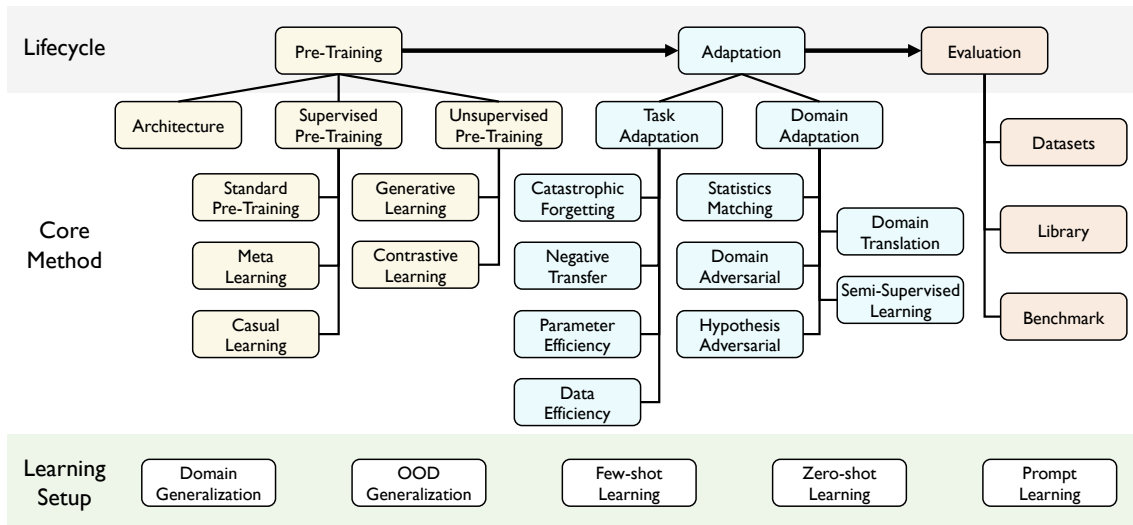 Lifecycle
Pre-Training
Adaptation
Evaluation
Architecture
Supervised
Pre-Training
Unsupervised
Pre-Training
Task
Adaptation
Domain
Adaptation
Datasets
Library
Benchmark
Core
Method
Standard
Pre-Training
Meta
Learning
Casual
Learning
Generative
Learning
Contrastive
Learning
Catastrophic
Forgetting
Negative
Transfer
Parameter
Efficiency
Data
Efficiency
Statistics
Matching
Domain
Adversarial
Hypothesis
Adversarial
Domain
Translation
Semi-Supervised
Learning
Learning
Setup
Domain
Generalization
OOD
Generalization
Few-shot
Learning
Zero-shot
Learning
Prompt
Learning